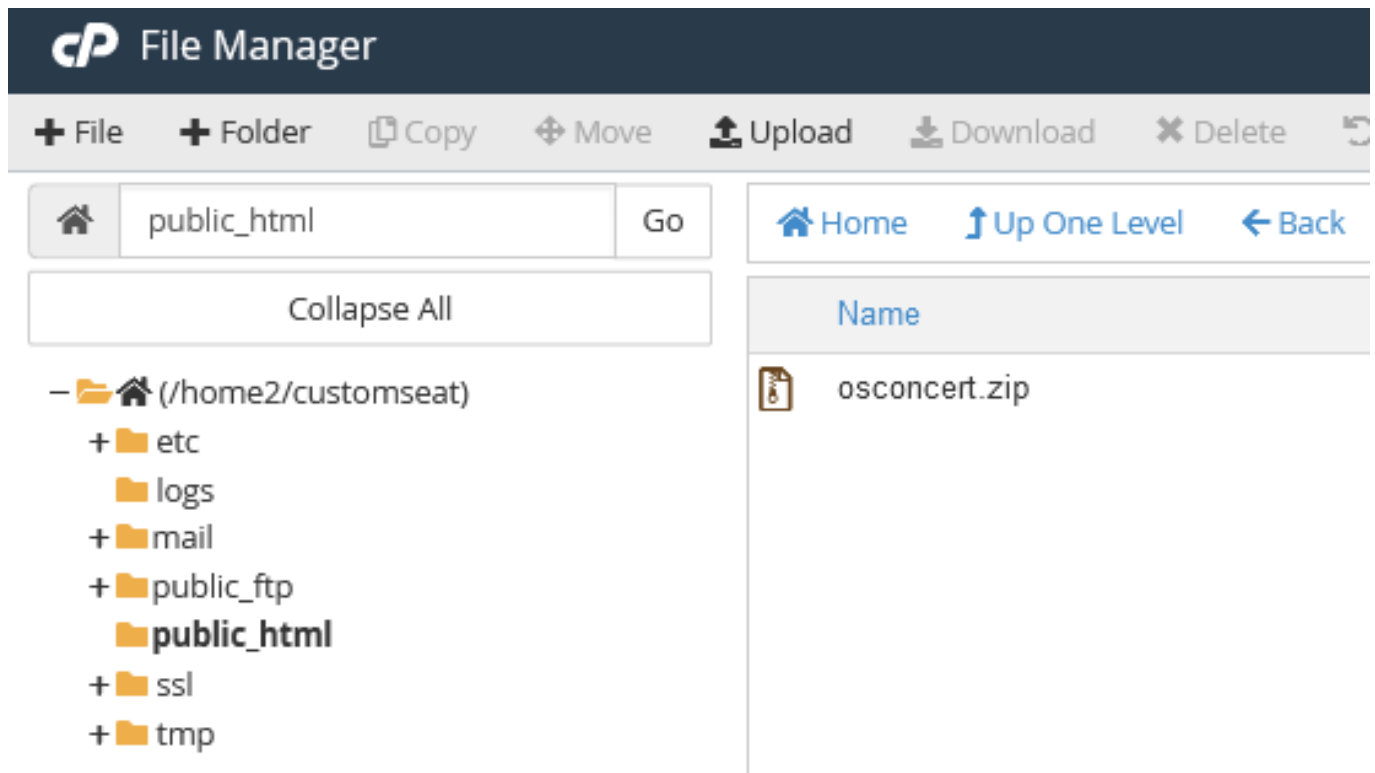 cP File Manager
File Folder Copy Move Upload Download Delete
public_html Go Home Up One Level Back
Collapse All
Name
(/home2/customseat)
osconcert.zip
etc
logs
mail
public_ftp
public_html
ssl
tmp